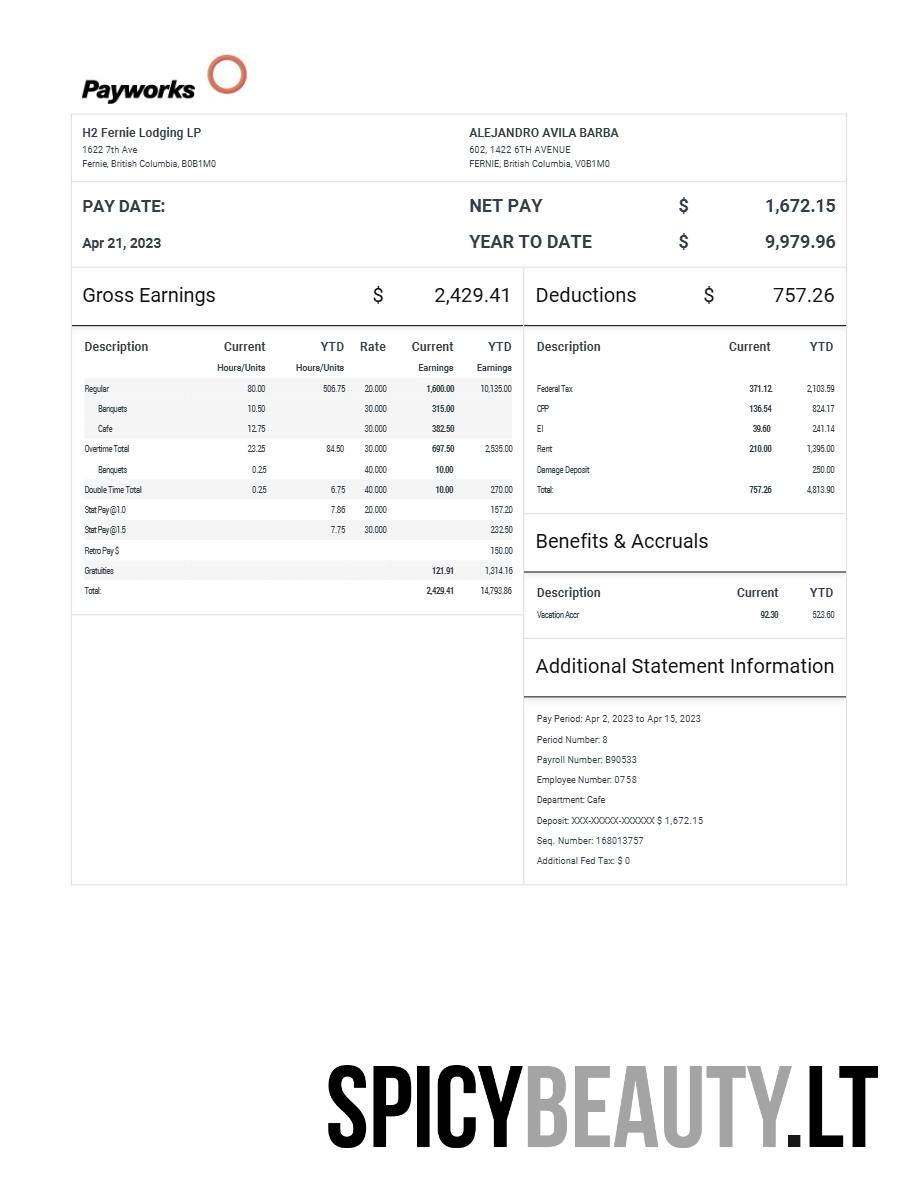 Payworks
H2 Fernie Lodging LP
1622 7th Ave
Fernie, British Columbia, B0B1M0
ALEJANDRO AVILA BARBA
602, 1422 6TH AVENUE
FERNIE, British Columbia, V0B1M0
PAY DATE:
Apr 21, 2023
NET PAY $ 1,672.15
YEAR TO DATE $ 9,979.96
Gross Earnings $ 2,429.41
Description Current YTD Rate Current YTD
Hours/Units Hours/Units Earnings Earnings
Regular 80.00 506.75 20.000 1,600.00 10,135.00
Banquets 10.50 30.000 315.00
Cafe 12.75 30.000 382.50
Overtime Total 23.25 84.50 30.000 697.50 2,535.00
Banquets 0.25 40.000 10.00
Double Time Total 0.25 6.75 40.000 10.00 270.00
Stat Pay @1.0 7.86 20.000 157.20
Stat Pay @1.5 7.75 30.000 232.50
Retro Pay $ 150.00
Gratuities 121.91 1,314.16
Total: 2,429.41 14,793.86
Deductions $ 757.26
Description Current YTD
Federal Tax 371.12 2,103.59
CPP 136.54 824.17
EI 39.60 241.14
Rent 210.00 1,395.00
Damage Deposit 250.00
Total: 757.26 4,813.90
Benefits & Accruals
Description Current YTD
Vacation Accr 92.30 523.60
Additional Statement Information
Pay Period: Apr 2, 2023 to Apr 15, 2023
Period Number: 8
Payroll Number: B90533
Employee Number: 0758
Department: Cafe
Deposit: XXX-XXXXX-XXXXXX $ 1,672.15
Seq. Number: 168013757
Additional Fed Tax: $ 0
SPICYBEAUTY.LT